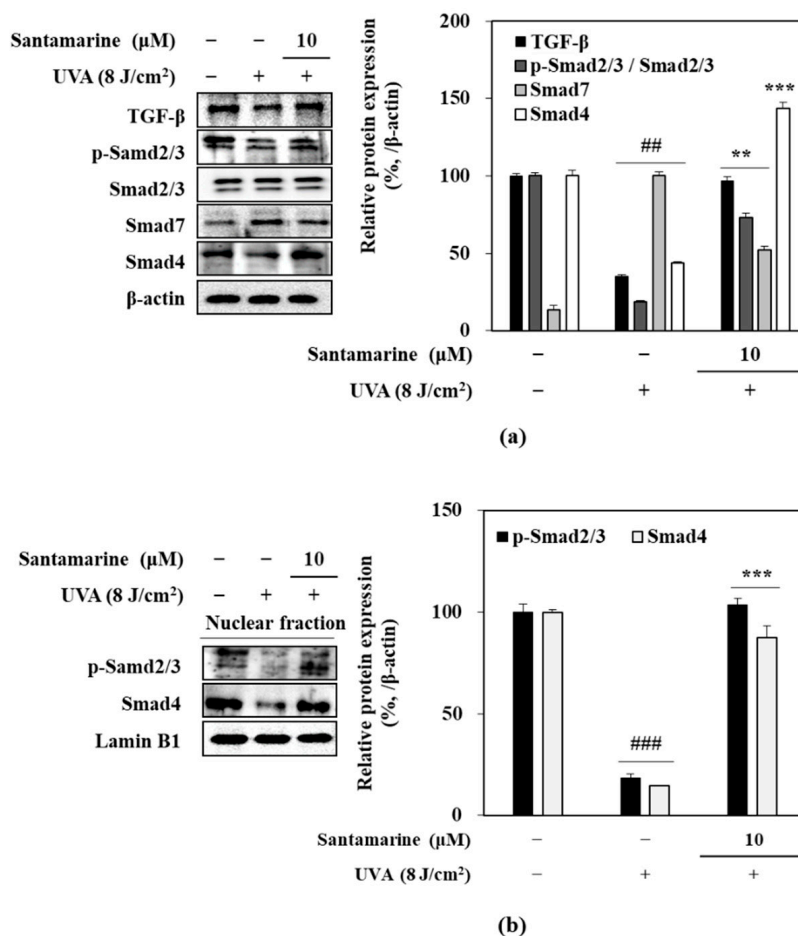 Santamarine (μM) – – 10
UVA (8 J/cm²) – + +
TGF-β
p-Samd2/3
Smad2/3
Smad7
Smad4
β-actin
Relative protein expression
(%, /β-actin)
200
150
100
50
0
TGF-β
p-Smad2/3 / Smad2/3
Smad7
Smad4
##
**
***
Santamarine (μM) – – 10
UVA (8 J/cm²) – + +
(a)
Santamarine (μM) – – 10
UVA (8 J/cm²) – + +
Nuclear fraction
p-Samd2/3
Smad4
Lamin B1
Relative protein expression
(%, /β-actin)
150
100
50
0
p-Smad2/3 Smad4
###
***
Santamarine (μM) – – 10
UVA (8 J/cm²) – + +
(b)